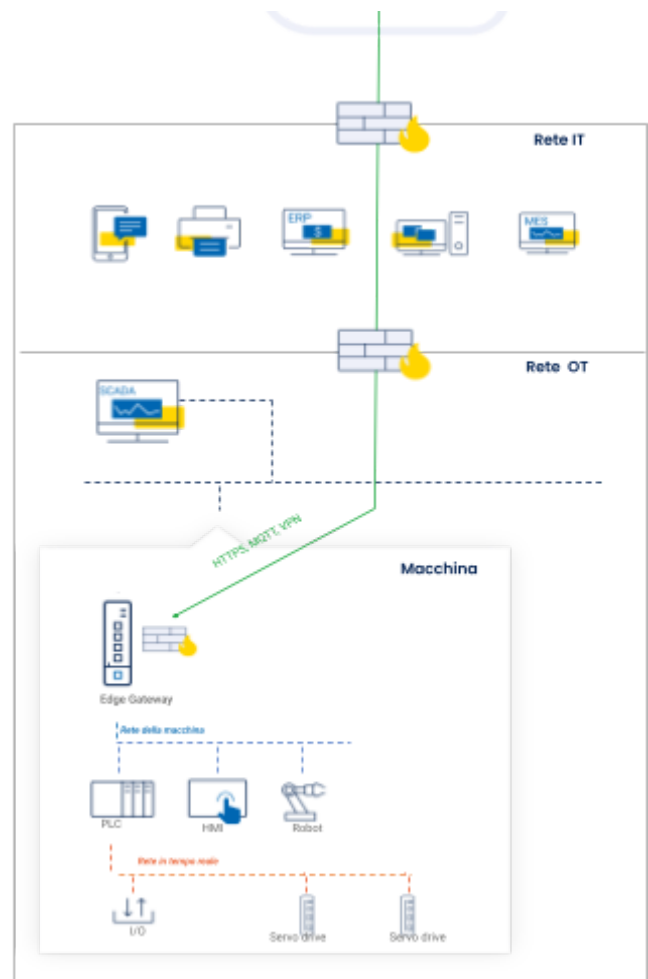 Rete IT
ERP
$
MES
Rete OT
SCADA
HTTPS, MQTT, VPN
Macchina
Edge Gateway
Rete della macchina
PLC
HMI
Robot
Rete in tempo reale
I/O
Servo drive
Servo drive